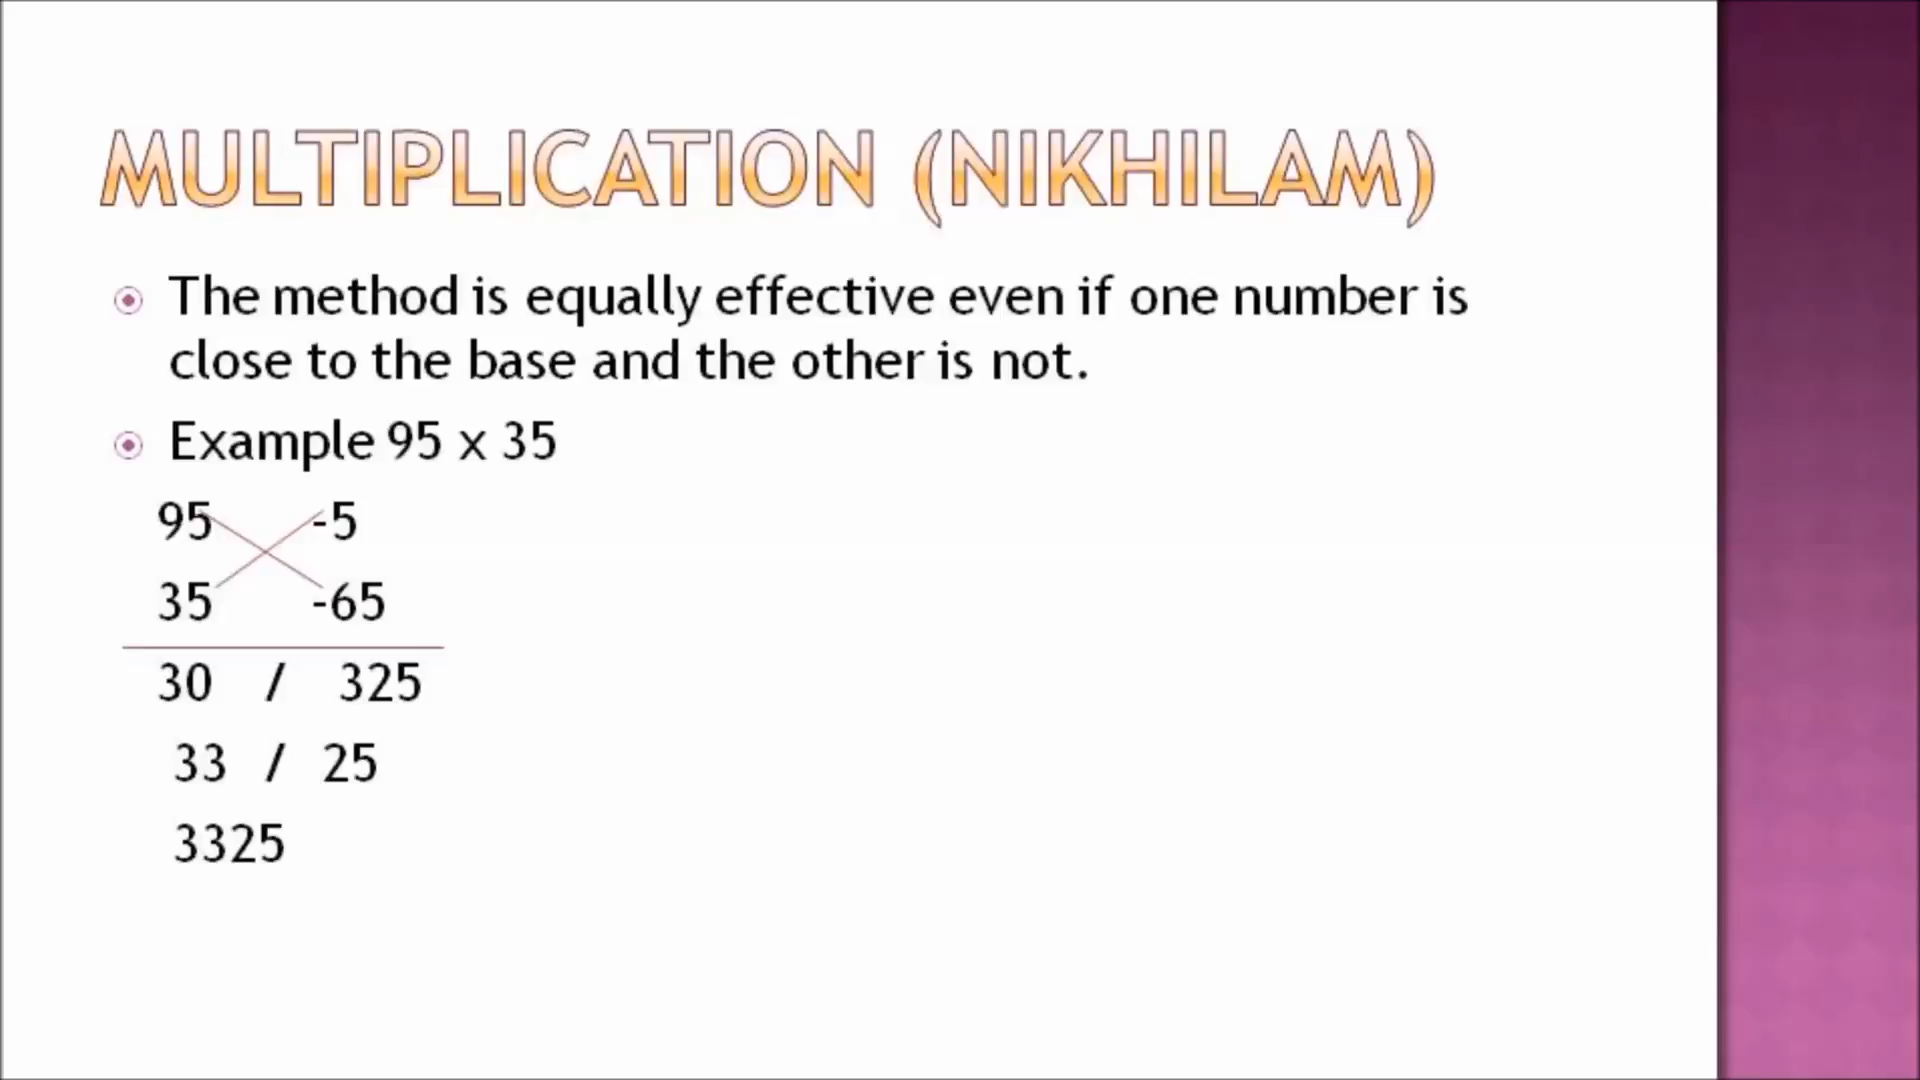 MULTIPLICATION (NIKHILAM)
The method is equally effective even if one number is
close to the base and the other is not.
Example 95 x 35
95 -5
35 -65
30 / 325
33 / 25
3325